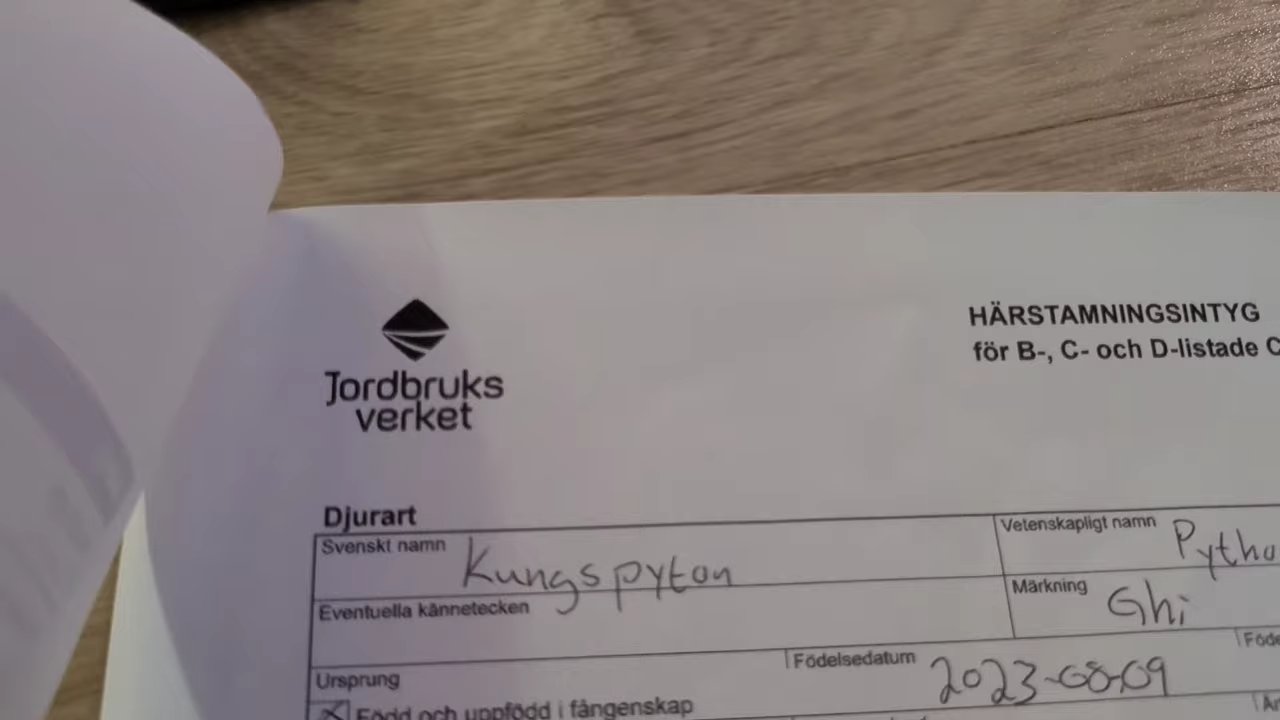 HÄRSTAMNINGSINTYG
för B-, C- och D-listade
Jordbruks
verket
Djurart
Svenskt namn Kungspyton
Vetenskapligt namn Pytho
Eventuella kännetecken
Märkning Ghi
Ursprung
Födelsedatum 2023-08-09
Född och uppfödd i fångenskap